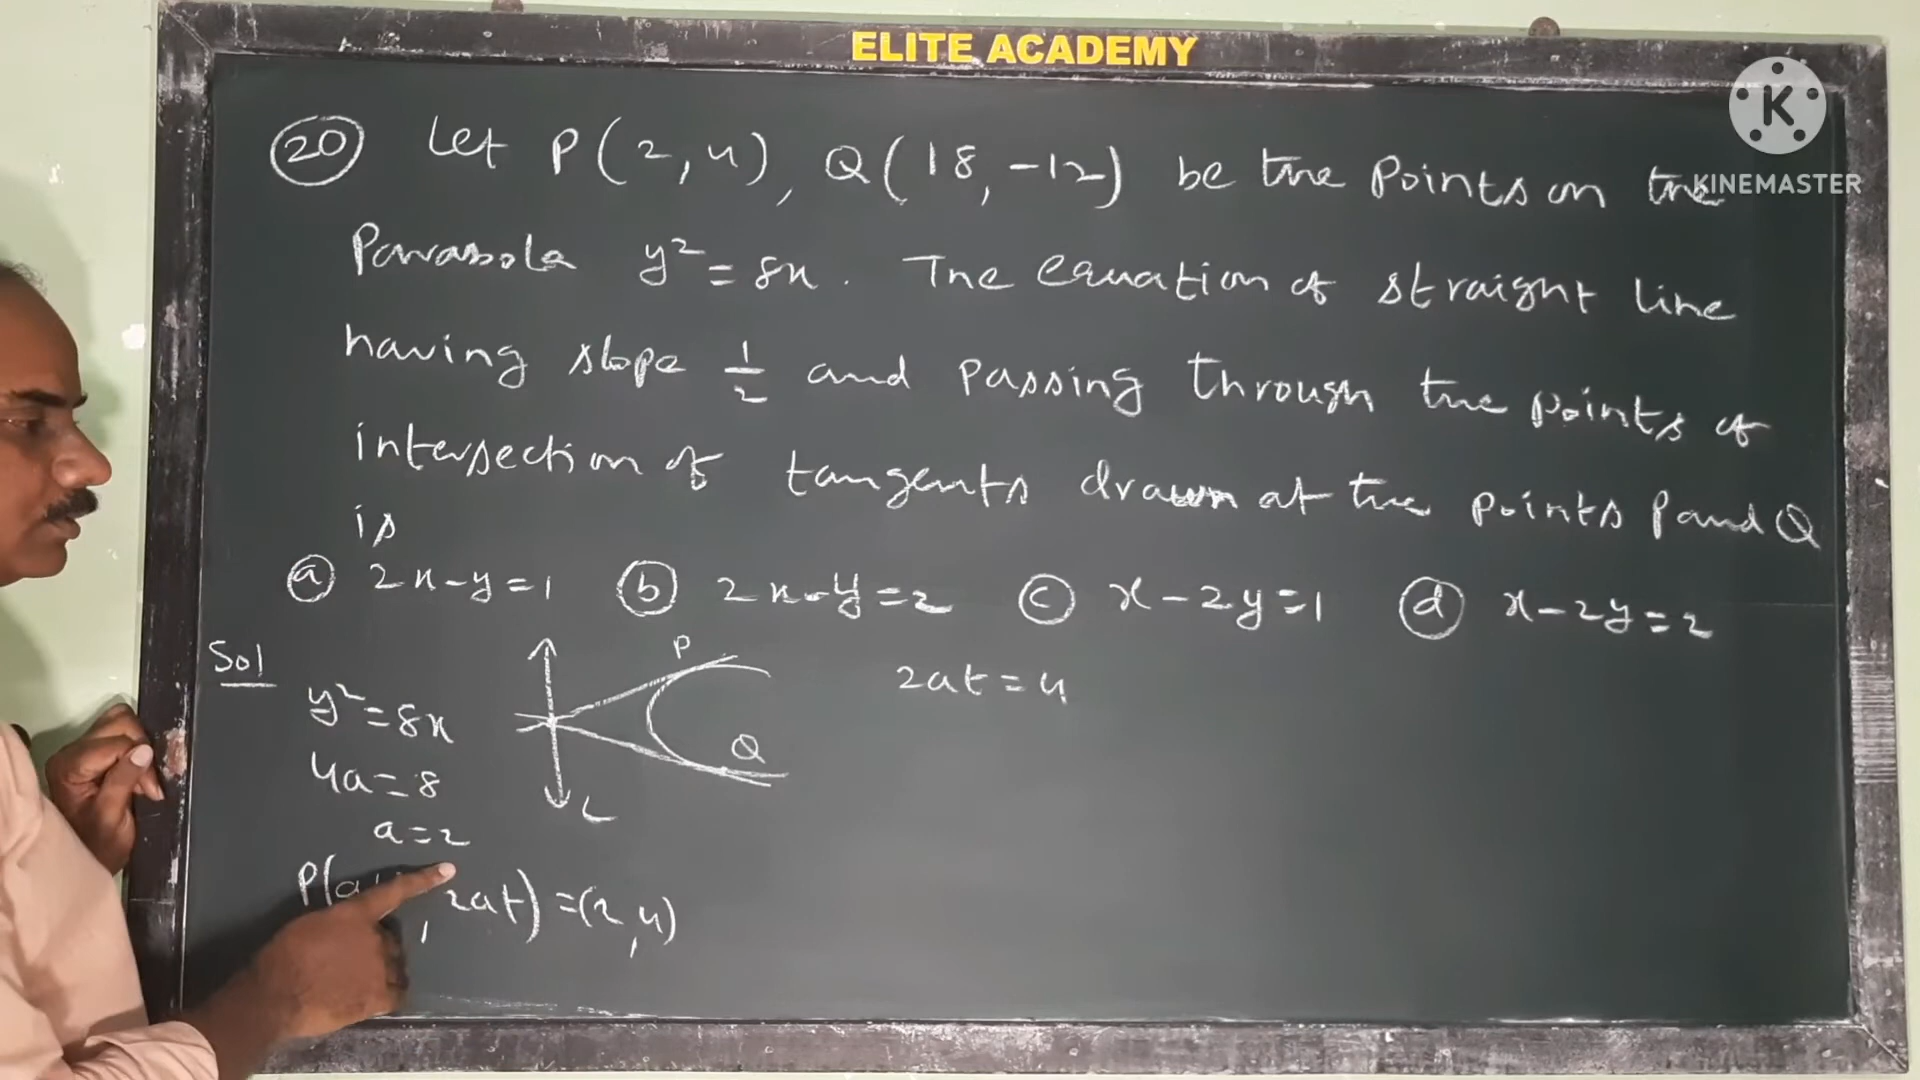 ELITE ACADEMY
K
KINEMASTER
20 Let P(2,4), Q(18,-12) be the Points on the
Parabola y² = 8x. The equation of straight line
having slope 1/2 and passing through the points of
intersection of tangents drawn at the points P and Q
is
a 2x-y=1 b 2x-y=2 c x-2y=1 d x-2y=2
Sol
y²=8x
4a=8
a=2
P(a , 2at) = (2,4)
P
Q
L
2at=4